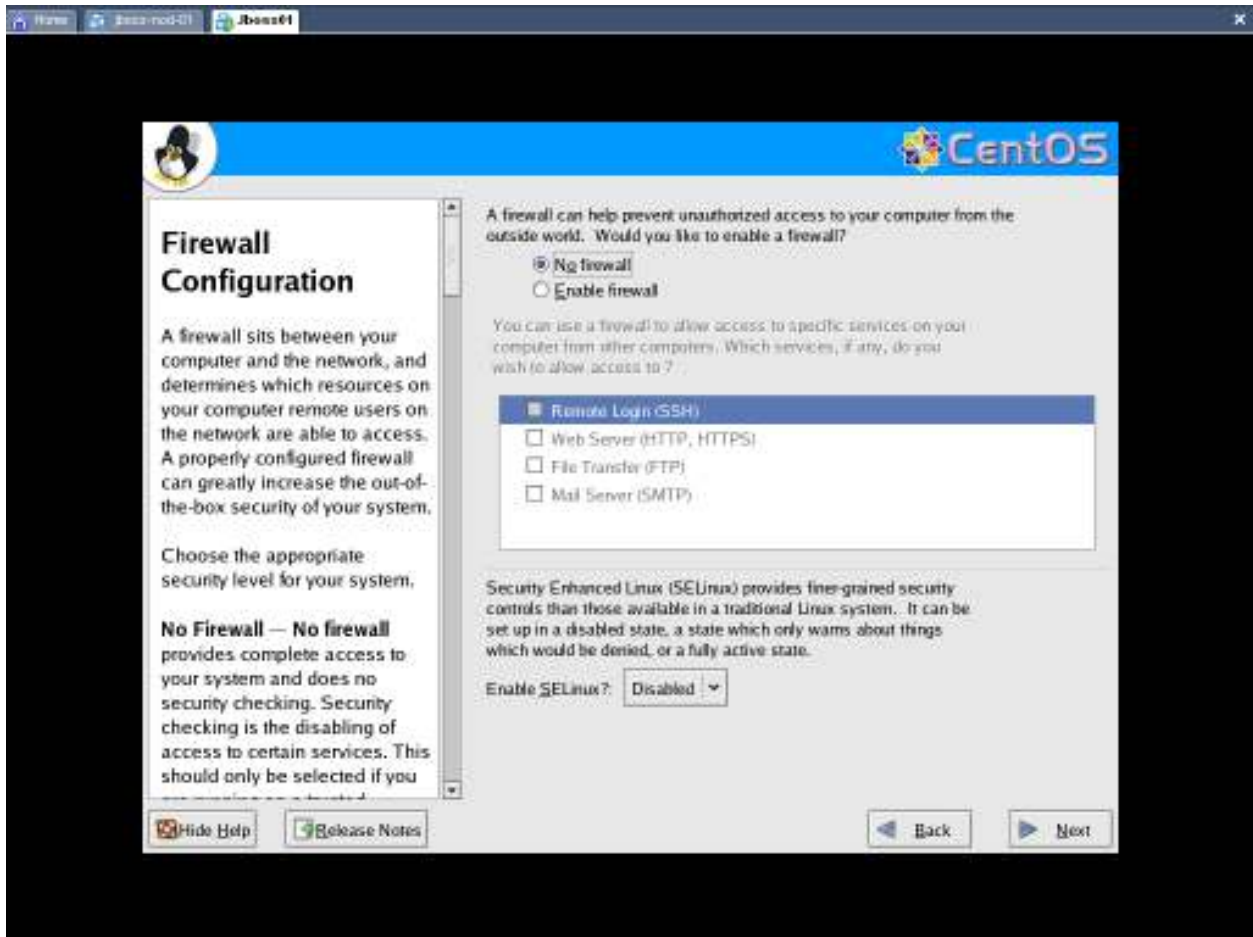 Home
Jboss01
CentOS
Firewall
Configuration
A firewall sits between your
computer and the network, and
determines which resources on
your computer remote users on
the network are able to access.
A properly configured firewall
can greatly increase the out-of-
the-box security of your system.
Choose the appropriate
security level for your system.
No Firewall — No firewall
provides complete access to
your system and does no
security checking. Security
checking is the disabling of
access to certain services. This
should only be selected if you
A firewall can help prevent unauthorized access to your computer from the
outside world. Would you like to enable a firewall?
No firewall
Enable firewall
You can use a firewall to allow access to specific services on your
computer from other computers. Which services, if any, do you
wish to allow access to ?
Remote Login (SSH)
Web Server (HTTP, HTTPS)
File Transfer (FTP)
Mail Server (SMTP)
Security Enhanced Linux (SELinux) provides finer-grained security
controls than those available in a traditional Linux system. It can be
set up in a disabled state, a state which only warns about things
which would be denied, or a fully active state.
Enable SELinux?: Disabled
Hide Help
Release Notes
Back
Next